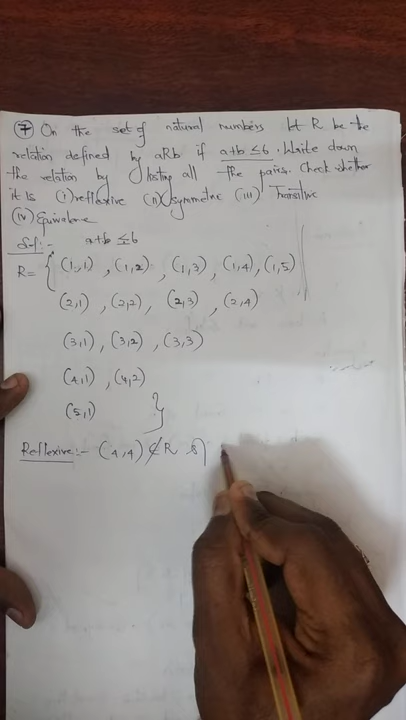 ⑦ On the set of natural numbers let R be the
relation defined by aRb if a+b ≤6. Write down
the relation by listing all the pairs. Check whether
it is (i) reflexive (ii) symmetric (iii) Transitive
(iv) Equivalence
Sol:- a+b ≤6
R= { (1,1) , (1,2) , (1,3) , (1,4) , (1,5)
(2,1) , (2,2) , (2,3) , (2,4)
(3,1) , (3,2) , (3,3)
(4,1) , (4,2)
(5,1) }
Reflexive:- (4,4) ∉ R